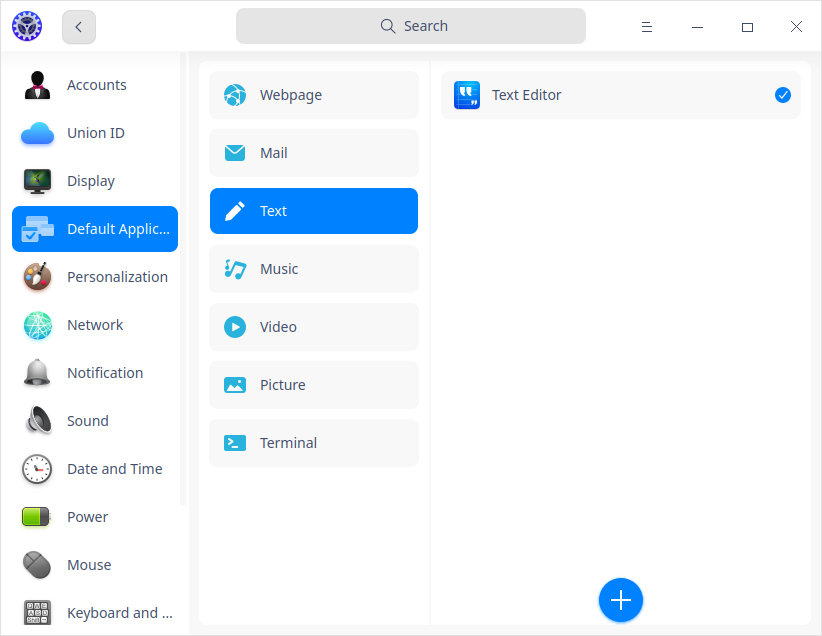 Search
Accounts
Union ID
Display
Default Applic...
Personalization
Network
Notification
Sound
Date and Time
Power
Mouse
Keyboard and ...
Webpage
Mail
Text
Music
Video
Picture
Terminal
Text Editor